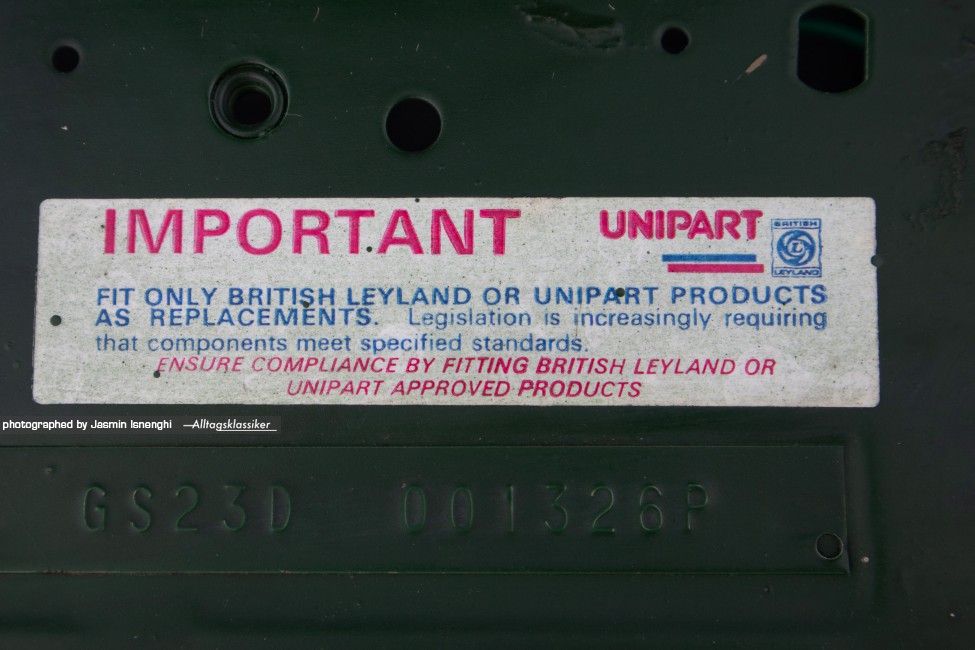 IMPORTANT
UNIPART
BRITISH
L
LEYLAND
FIT ONLY BRITISH LEYLAND OR UNIPART PRODUCTS
AS REPLACEMENTS. Legislation is increasingly requiring
that components meet specified standards.
ENSURE COMPLIANCE BY FITTING BRITISH LEYLAND OR
UNIPART APPROVED PRODUCTS
photographed by Jasmin Isnenghi —Alltagsklassiker
GS23D 001326P